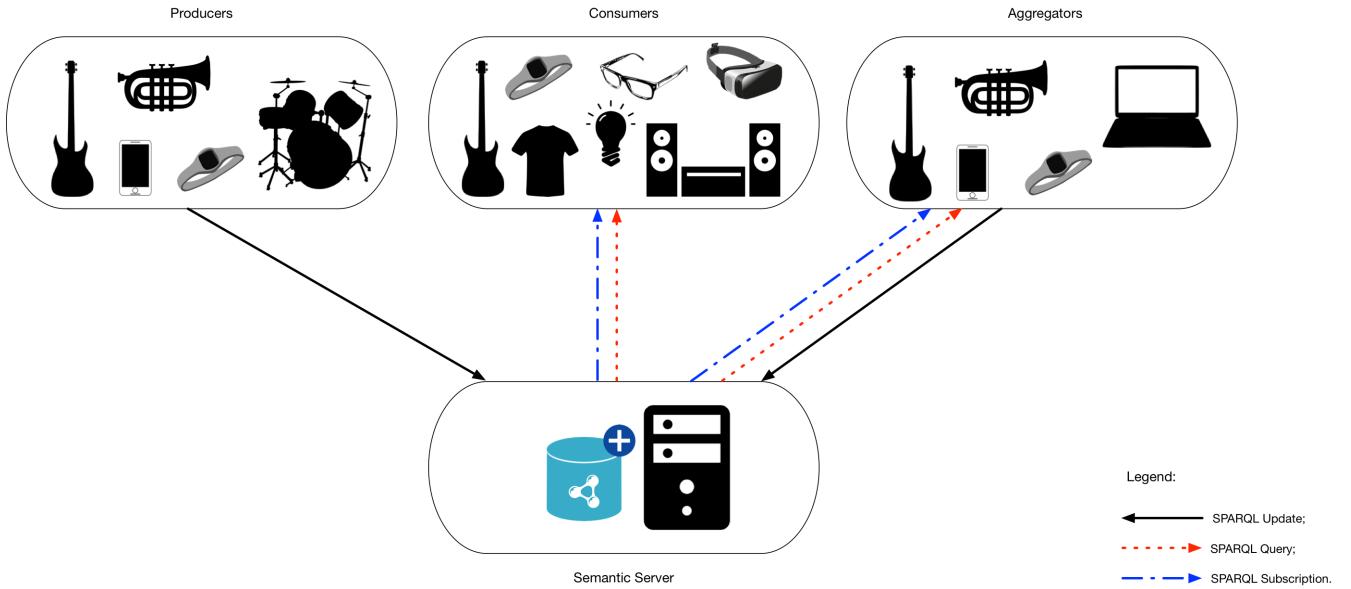 Producers
Consumers
Aggregators
Semantic Server
Legend:
SPARQL Update;
SPARQL Query;
SPARQL Subscription.